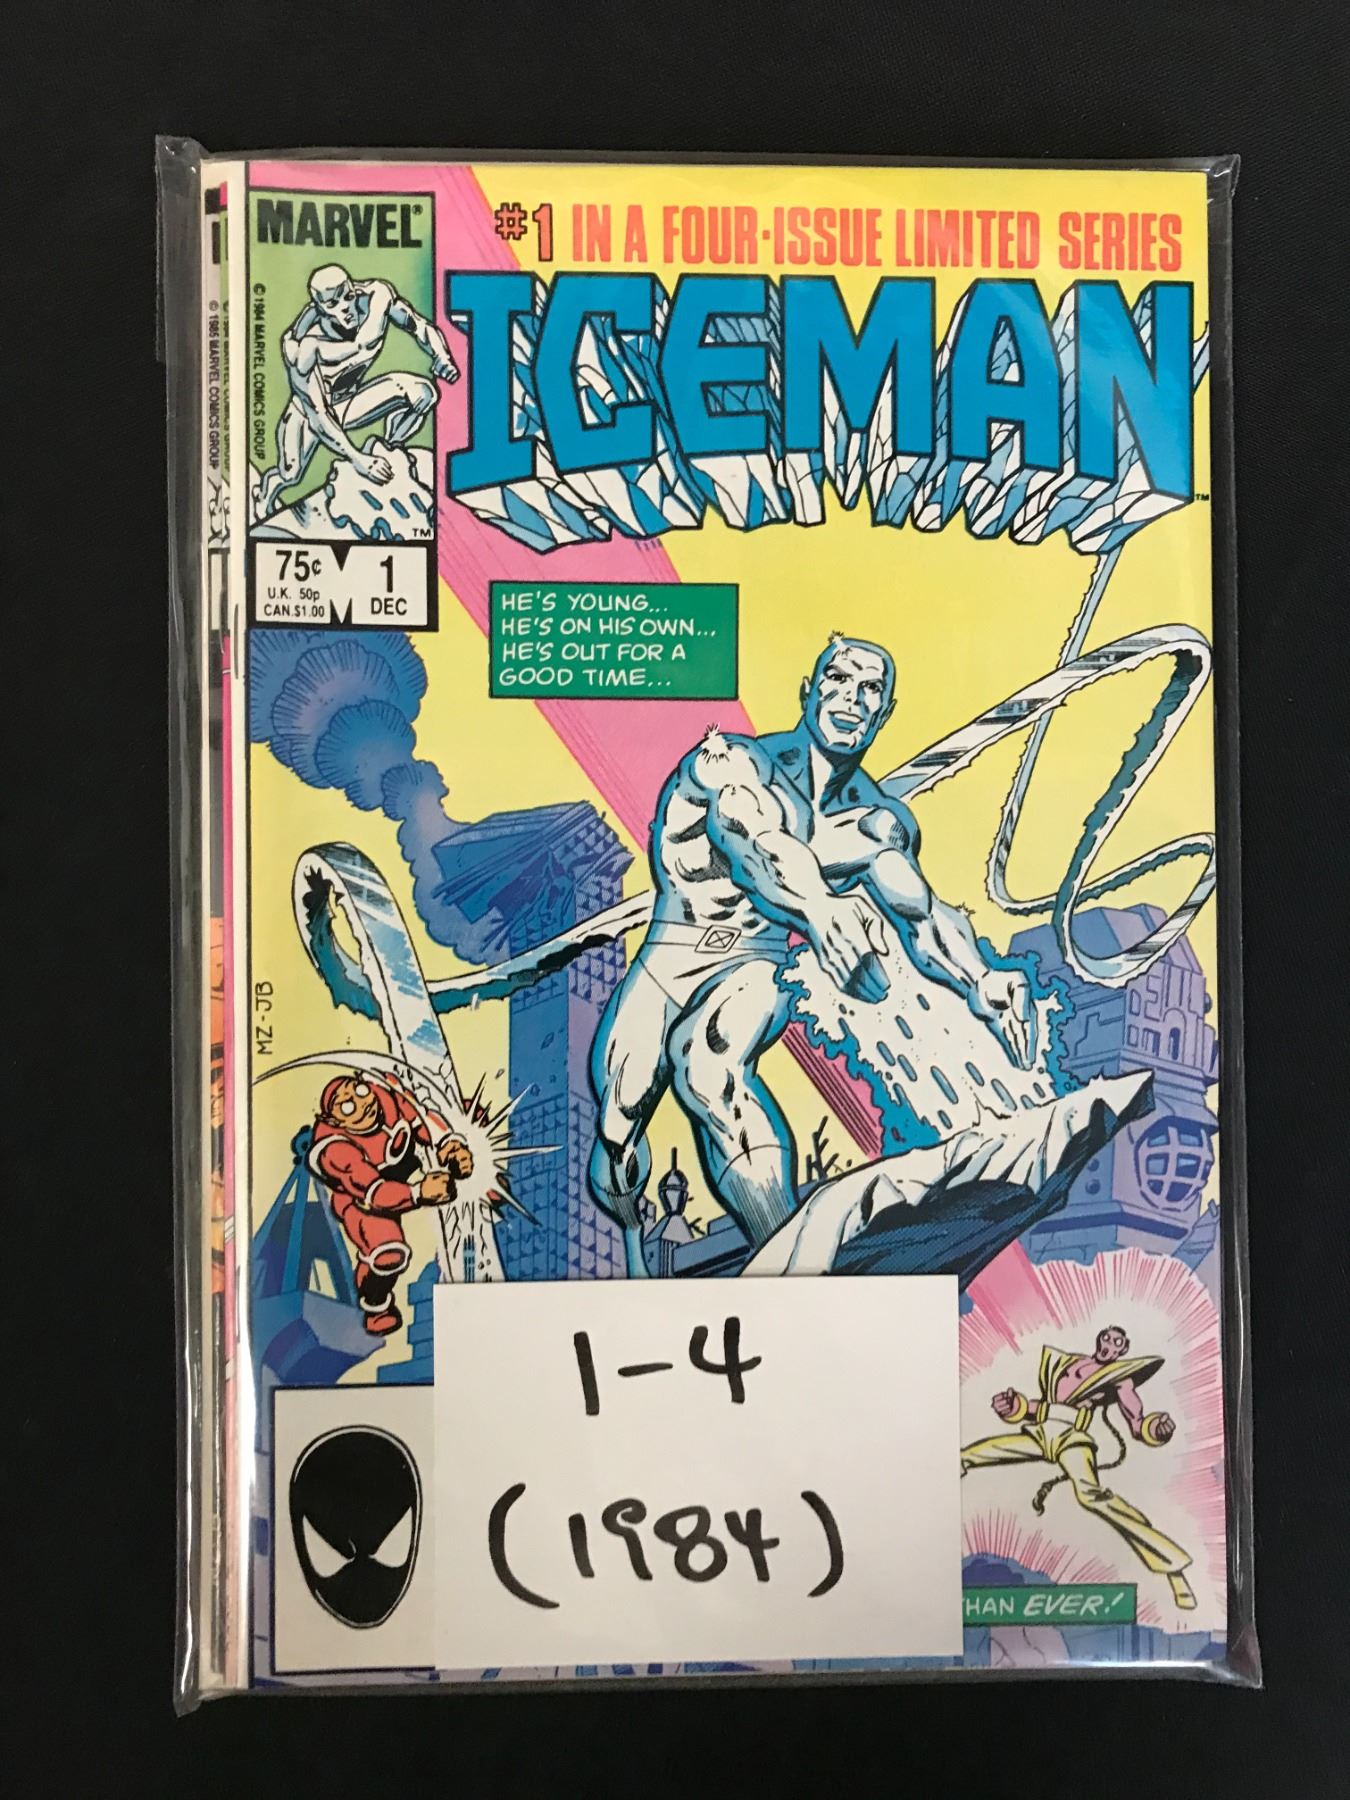 MARVEL®
#1 IN A FOUR-ISSUE LIMITED SERIES
ICEMAN
TM
© 1984 MARVEL COMICS GROUP
© 1985 MARVEL COMICS GROUP
TM
75¢
U.K. 50p
CAN. $1.00
1
DEC
HE'S YOUNG...
HE'S ON HIS OWN...
HE'S OUT FOR A
GOOD TIME...
MZ-JB
1-4
(1984)
HAN EVER!